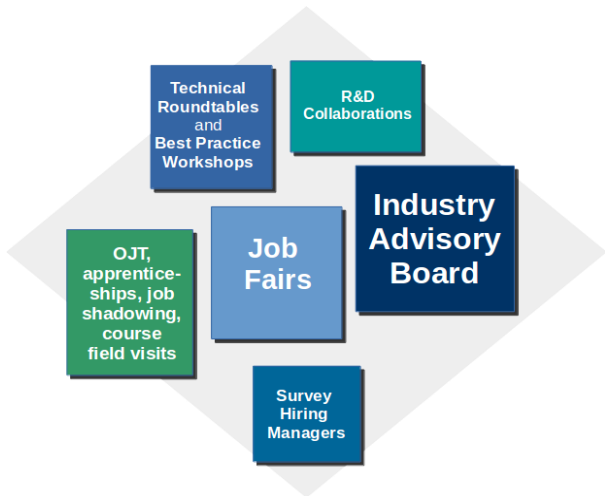 Technical
Roundtables
and
Best Practice
Workshops
R&D
Collaborations
Industry
Advisory
Board
OJT,
apprentice-
ships, job
shadowing,
course
field visits
Job
Fairs
Survey
Hiring
Managers